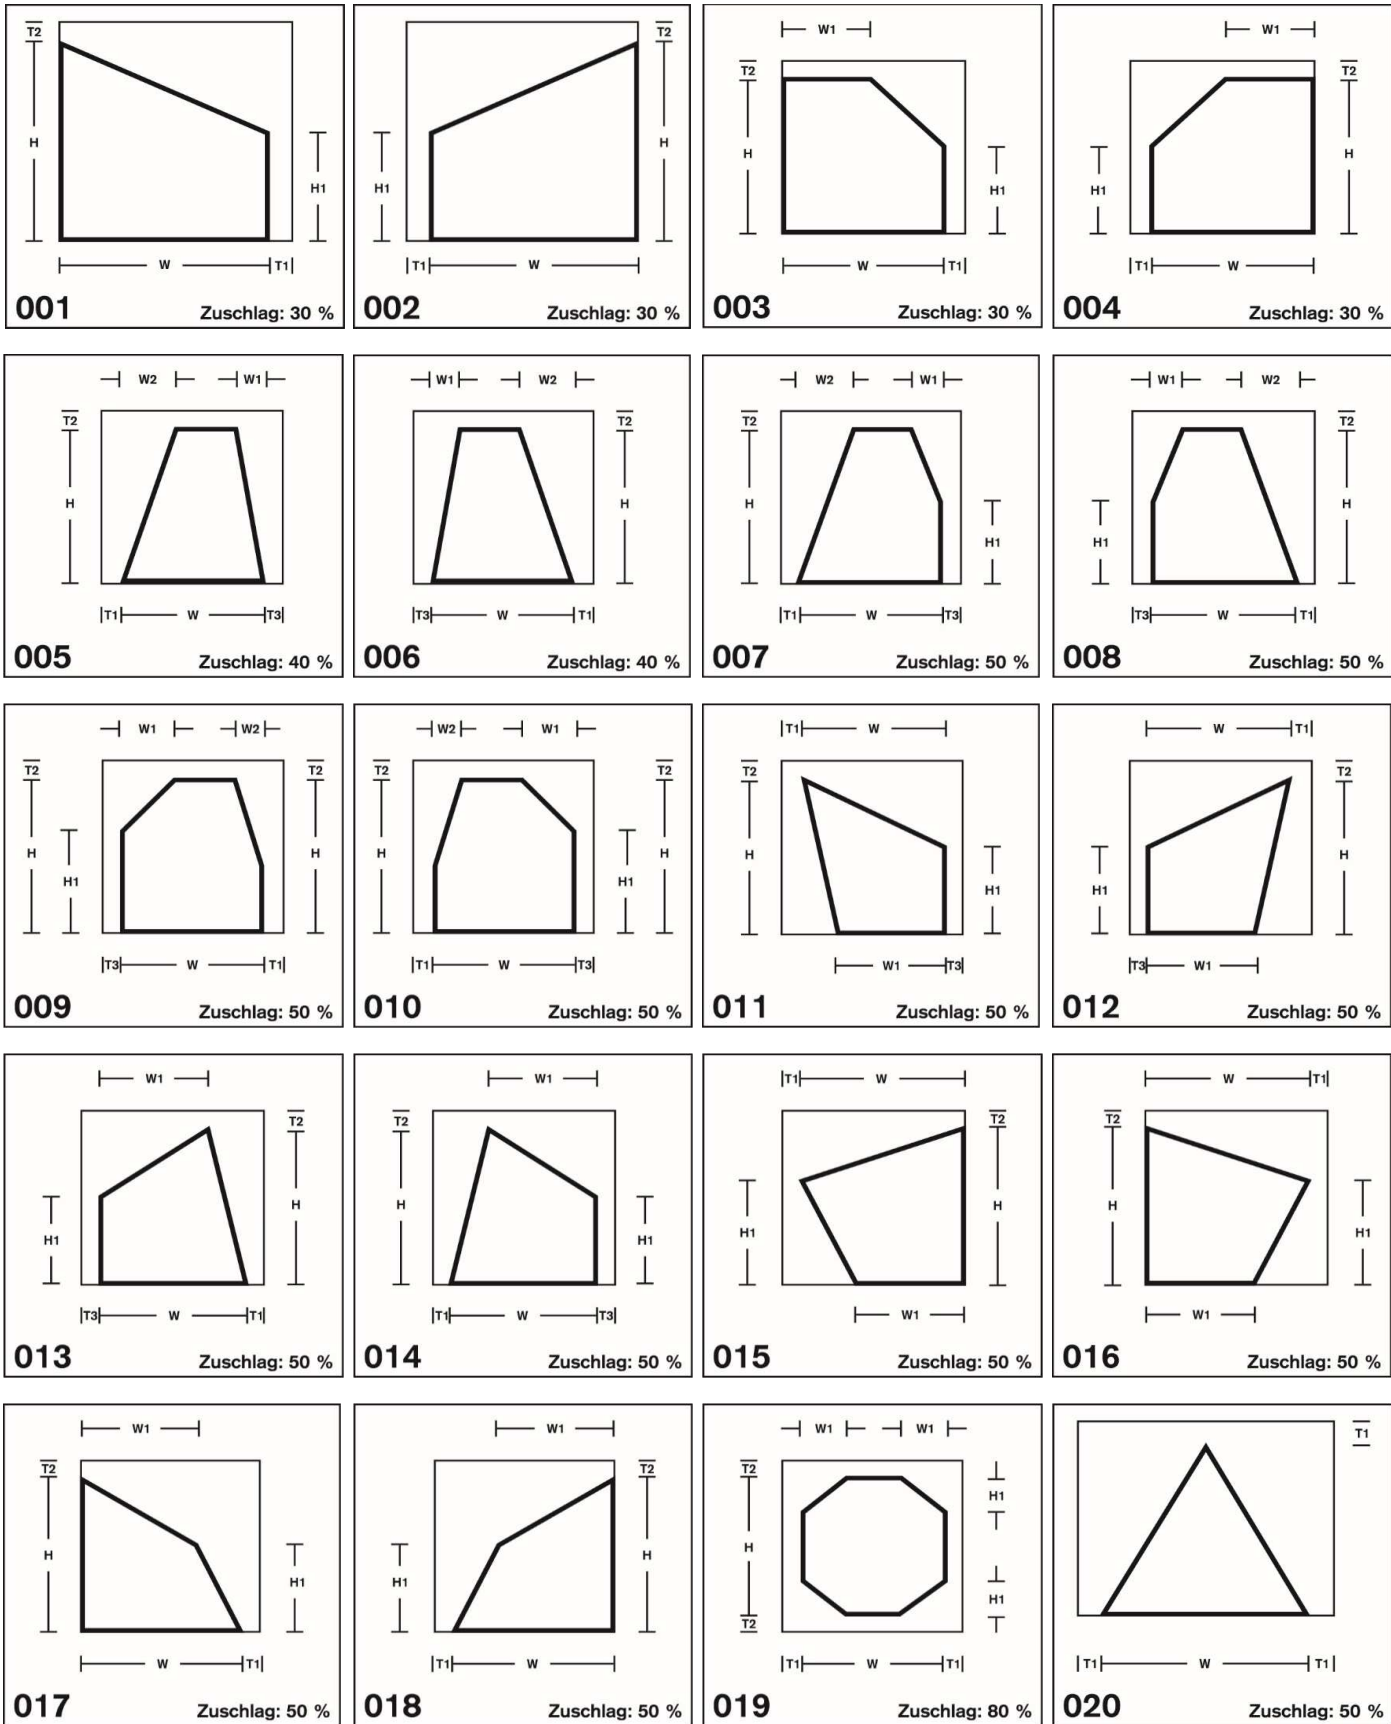 T2
H
H1
W T1
001 Zuschlag: 30 %
T2
H
H1
T1 W
002 Zuschlag: 30 %
W1
T2
H
H1
W T1
003 Zuschlag: 30 %
W1
T2
H
H1
T1 W
004 Zuschlag: 30 %
W2 W1
T2
H
T1 W T3
005 Zuschlag: 40 %
W1 W2
T2
H
T3 W T1
006 Zuschlag: 40 %
W2 W1
T2
H
H1
T1 W T3
007 Zuschlag: 50 %
W1 W2
T2
H
H1
T3 W T1
008 Zuschlag: 50 %
W1 W2
T2 T2
H H
H1
T3 W T1
009 Zuschlag: 50 %
W2 W1
T2 T2
H H
H1
T1 W T3
010 Zuschlag: 50 %
T1 W
T2
H
H1
W1 T3
011 Zuschlag: 50 %
W T1
T2
H
H1
T3 W1
012 Zuschlag: 50 %
W1
T2
H
H1
T3 W T1
013 Zuschlag: 50 %
W1
T2
H
H1
T1 W T3
014 Zuschlag: 50 %
T1 W
T2
H
H1
W1
015 Zuschlag: 50 %
W T1
T2
H
H1
W1
016 Zuschlag: 50 %
W1
T2
H
H1
W T1
017 Zuschlag: 50 %
W1
T2
H
H1
T1 W
018 Zuschlag: 50 %
W1 W1
T2
H1
H
H1
T2
T1 W T1
019 Zuschlag: 80 %
T1
T1 W T1
020 Zuschlag: 50 %